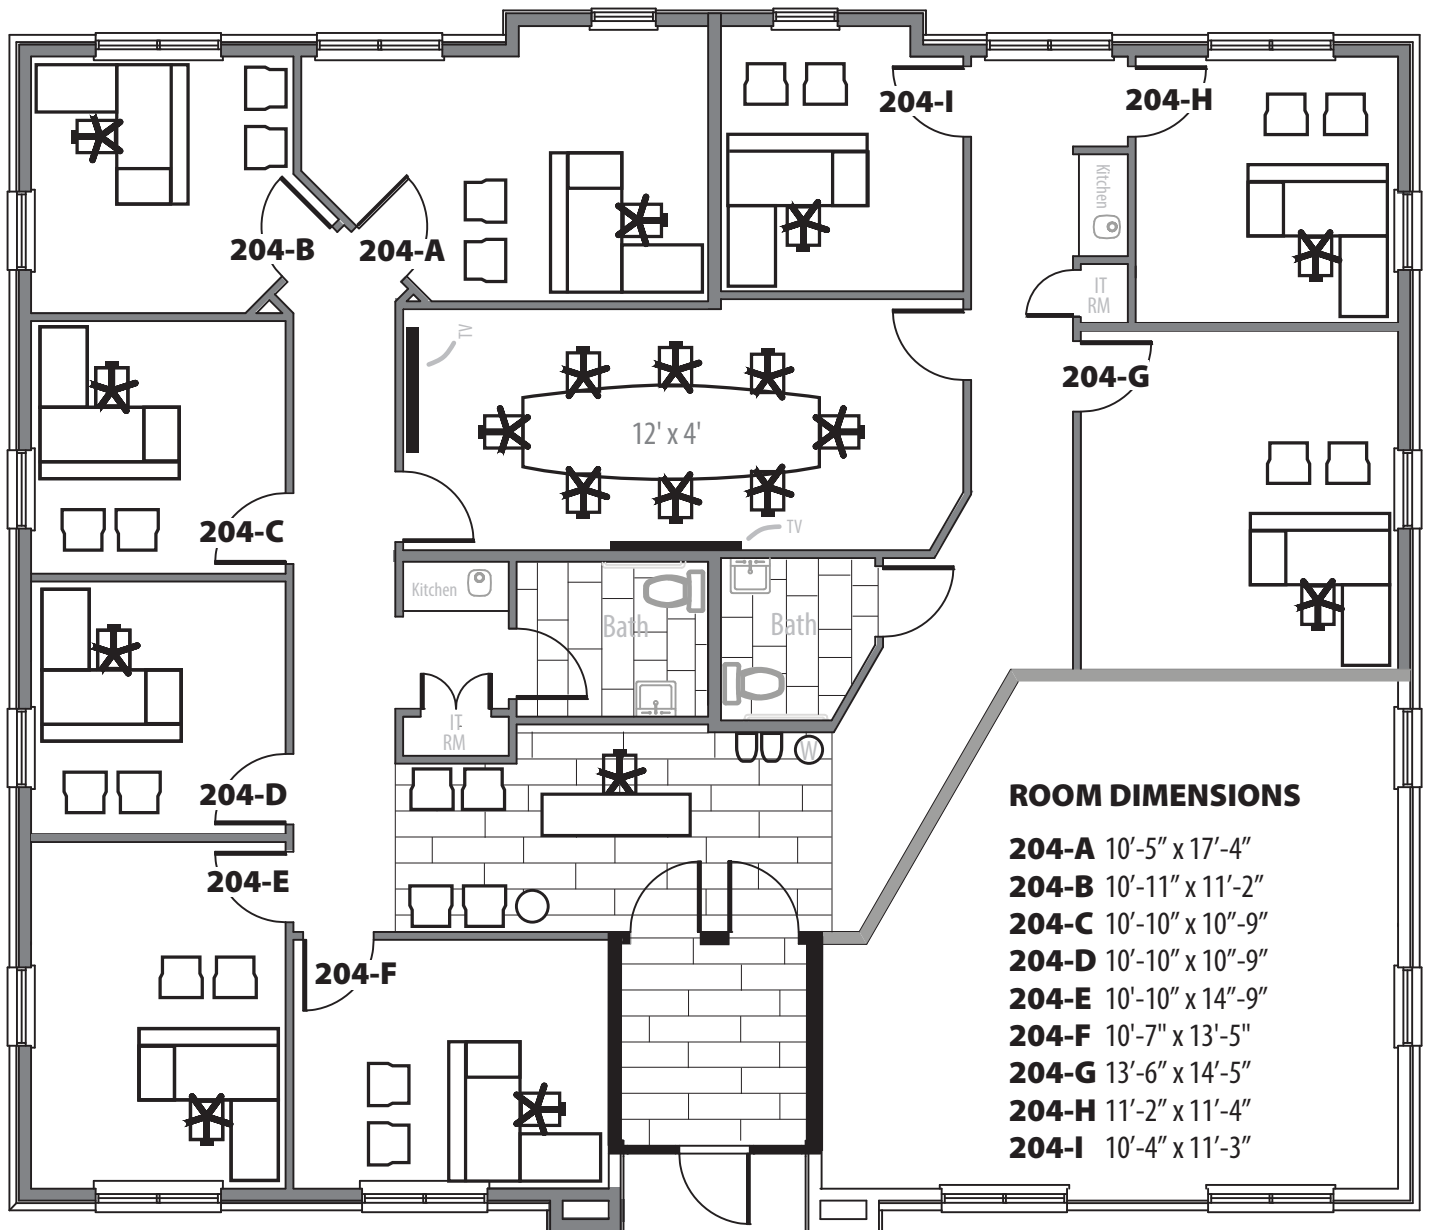 204-I
204-H
Kitchen
204-B
204-A
IT
RM
TV
204-G
12' x 4'
204-C
TV
Kitchen
Bath
Bath
IT-
RM
W
204-D
204-E
204-F
ROOM DIMENSIONS
204-A 10’-5” x 17’-4”
204-B 10’-11” x 11’-2”
204-C 10’-10” x 10”-9”
204-D 10’-10” x 10”-9”
204-E 10'-10” x 14”-9”
204-F 10'-7" x 13'-5"
204-G 13’-6” x 14’-5”
204-H 11’-2” x 11’-4”
204-I 10’-4” x 11’-3”